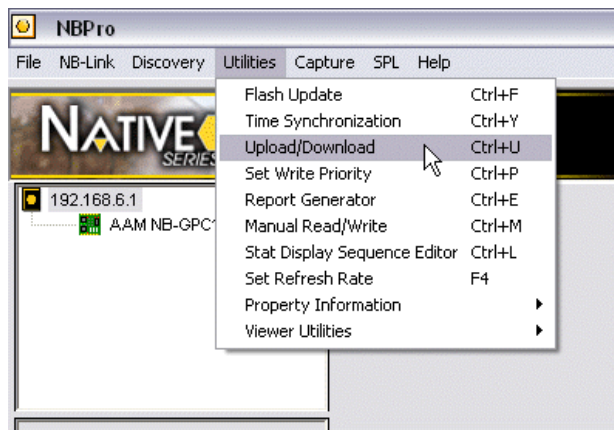 NBPro
File NB-Link Discovery Utilities Capture SPL Help
NATIVE
SERIES
Flash Update Ctrl+F
Time Synchronization Ctrl+Y
Upload/Download Ctrl+U
Set Write Priority Ctrl+P
Report Generator Ctrl+E
Manual Read/Write Ctrl+M
Stat Display Sequence Editor Ctrl+L
Set Refresh Rate F4
Property Information
Viewer Utilities
192.168.6.1
AAM NB-GPC